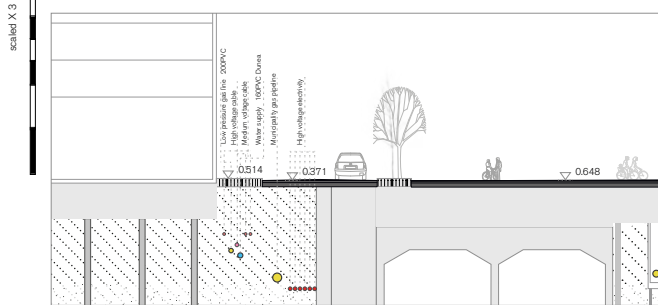 scaled X 3
Low pressure gas line 200PVC
High voltage cable
Medium voltage cable
Water supply 160PVC Dunea
Municipality gas pipeline
High voltage electricity
0.514
0.371
0.648